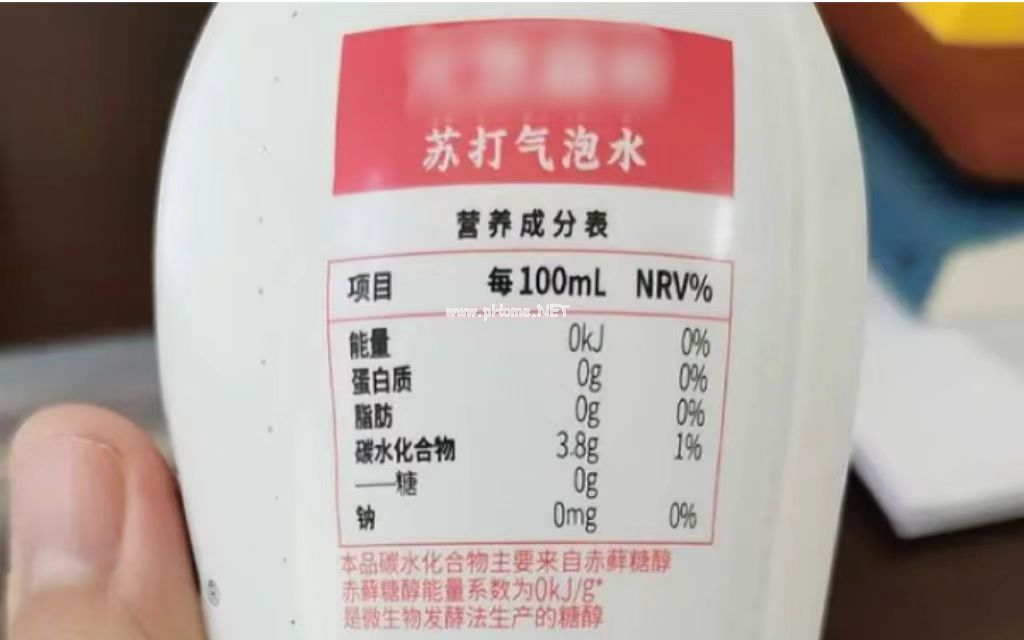 苏打气泡水
营养成分表
项目 每100mL NRV%
www.pHome.NET
能量 0kJ 0%
蛋白质 0g 0%
脂肪 0g 0%
碳水化合物 3.8g 1%
——糖 0g
钠 0mg 0%
本品碳水化合物主要来自赤藓糖醇
赤藓糖醇能量系数为0kJ/g*
是微生物发酵法生产的糖醇
®